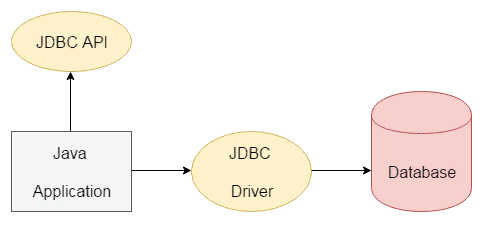 JDBC API
Java
Application
JDBC
Driver
Database